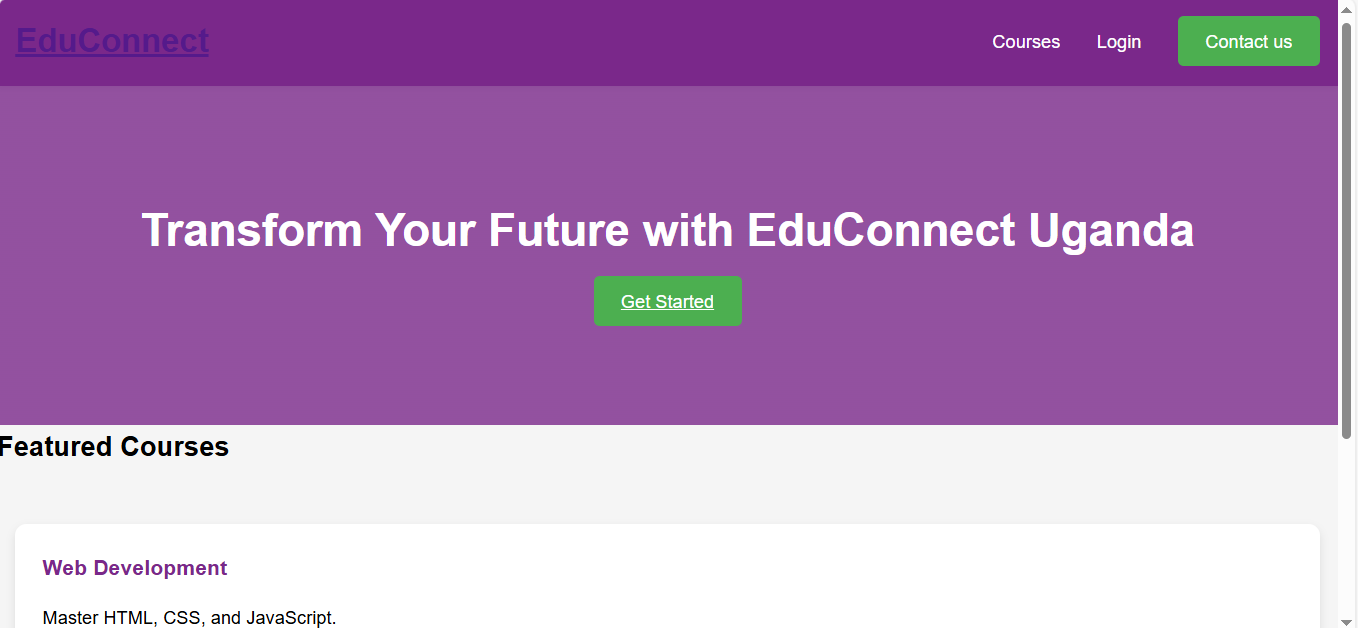 EduConnect
Courses
Login
Contact us
Transform Your Future with EduConnect Uganda
Get Started
Featured Courses
Web Development
Master HTML, CSS, and JavaScript.